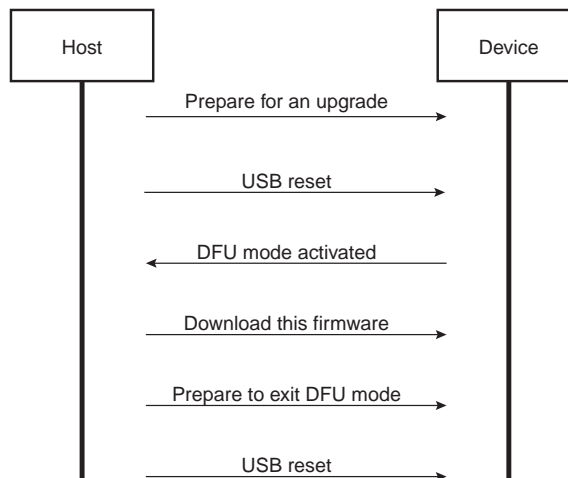 Host
Device
Prepare for an upgrade
USB reset
DFU mode activated
Download this firmware
Prepare to exit DFU mode
USB reset